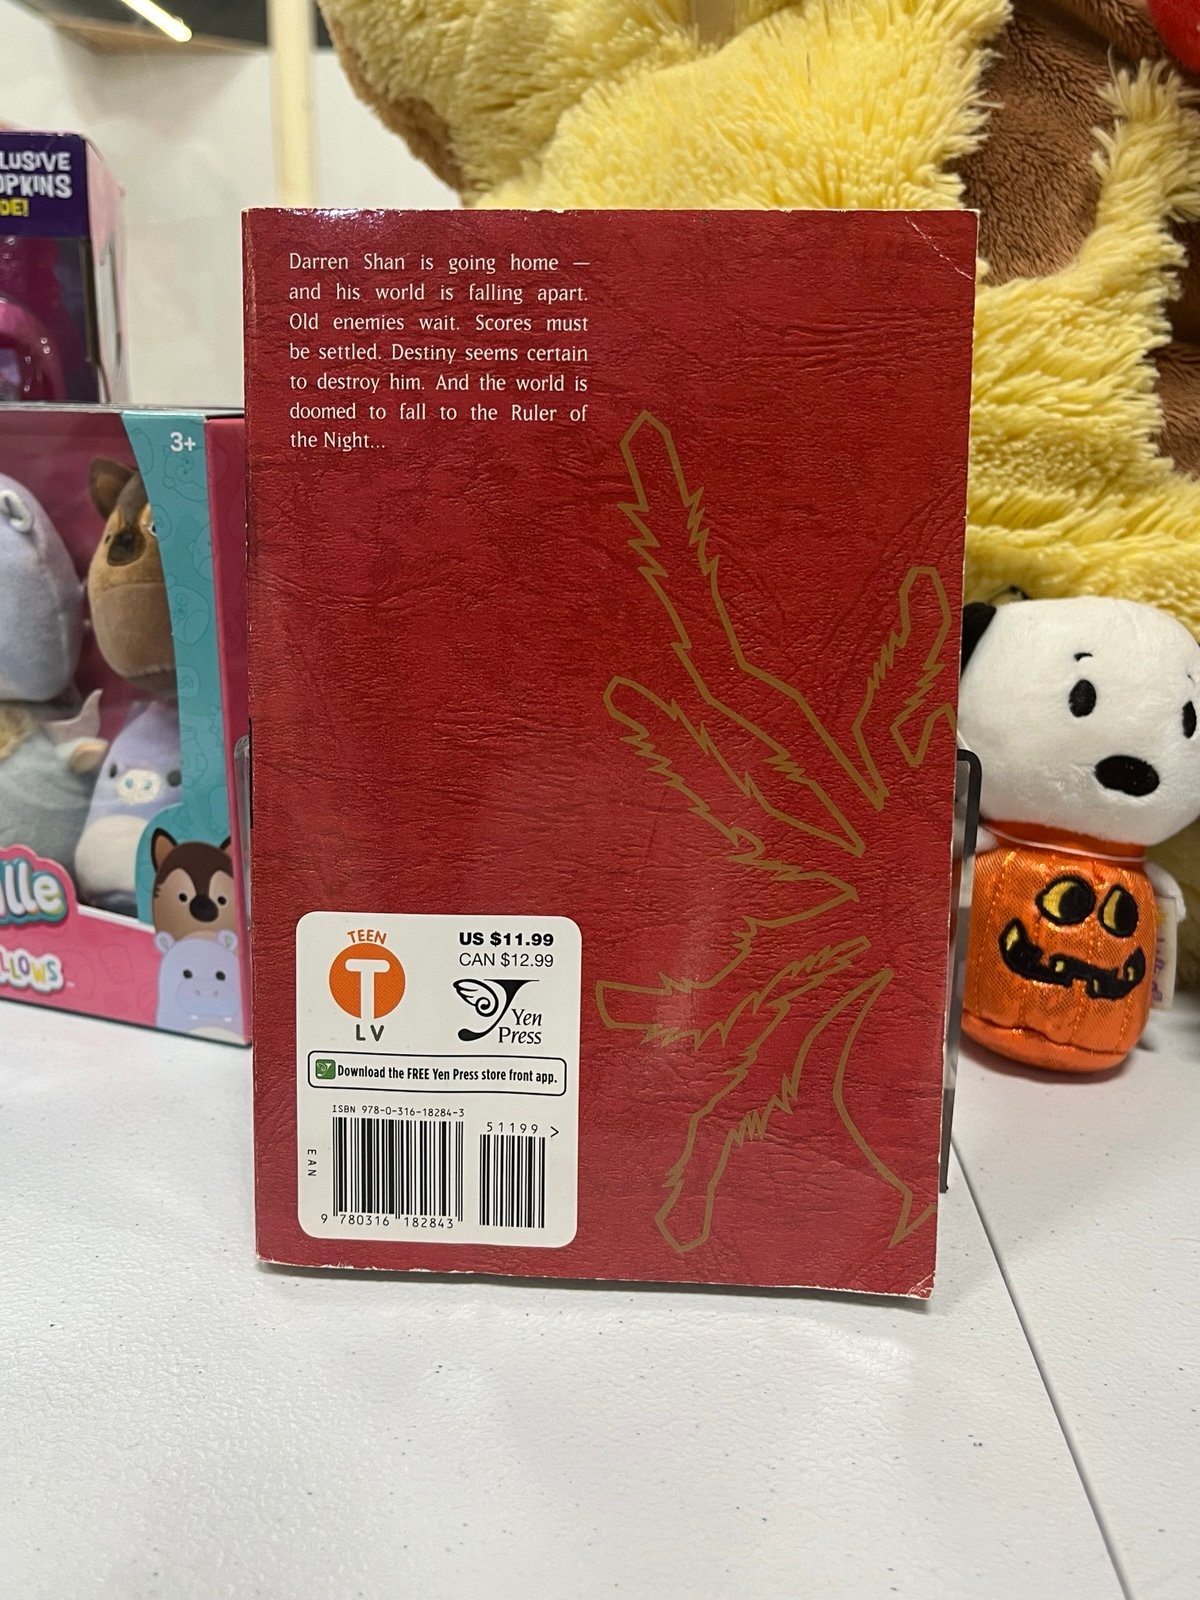 Darren Shan is going home —
and his world is falling apart.
Old enemies wait. Scores must
be settled. Destiny seems certain
to destroy him. And the world is
doomed to fall to the Ruler of
the Night...
TEEN
T
LV
US $11.99
CAN $12.99
Yen
Press
Download the FREE Yen Press store front app.
ISBN 978-0-316-18284-3
51199 >
EAN
9 780316 182843
LUSIVE
OPKINS
DE!
3+
ille
LLOWS